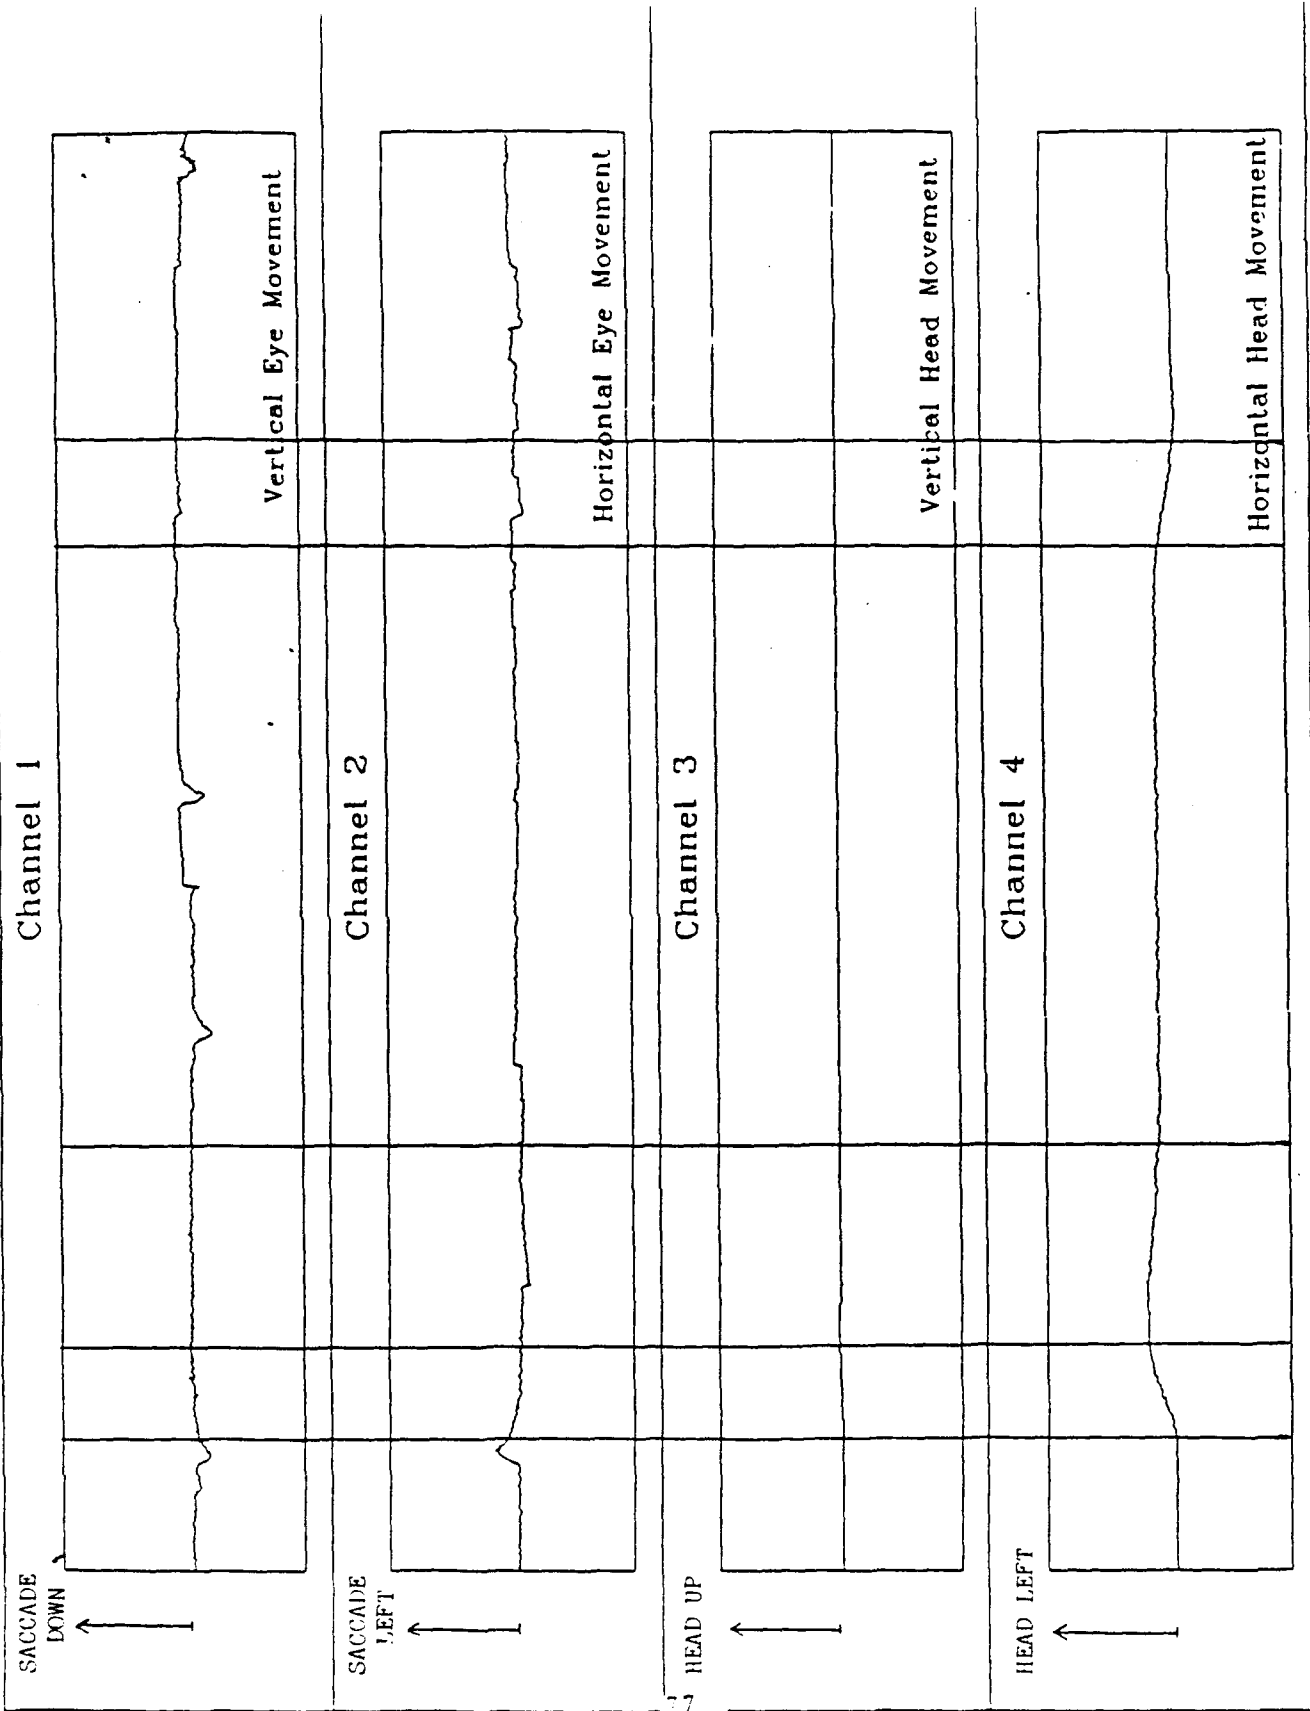 Channel 1
SACCADE
DOWN
Vertical Eye Movement
Channel 2
SACCADE
LEFT
Horizontal Eye Movement
Channel 3
HEAD UP
Vertical Head Movement
Channel 4
HEAD LEFT
Horizontal Head Movement
77